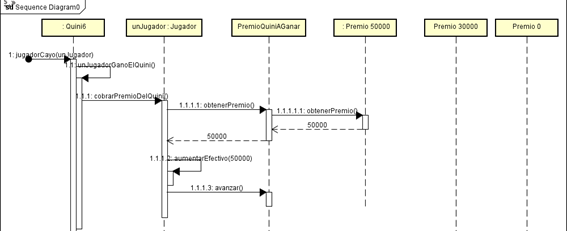 Sequence Diagram0
: Quini6
unJugador : Jugador
PremioQuiniAGanar
: Premio 50000
Premio 30000
Premio 0
1: jugadorCayo(unJugador)
1.1: unJugadorGanoElQuini()
1.1.1: cobrarPremioDelQuini()
1.1.1.1: obtenerPremio()
1.1.1.1.1: obtenerPremio()
50000
50000
1.1.1.2: aumentarEfectivo(50000)
1.1.1.3: avanzar()